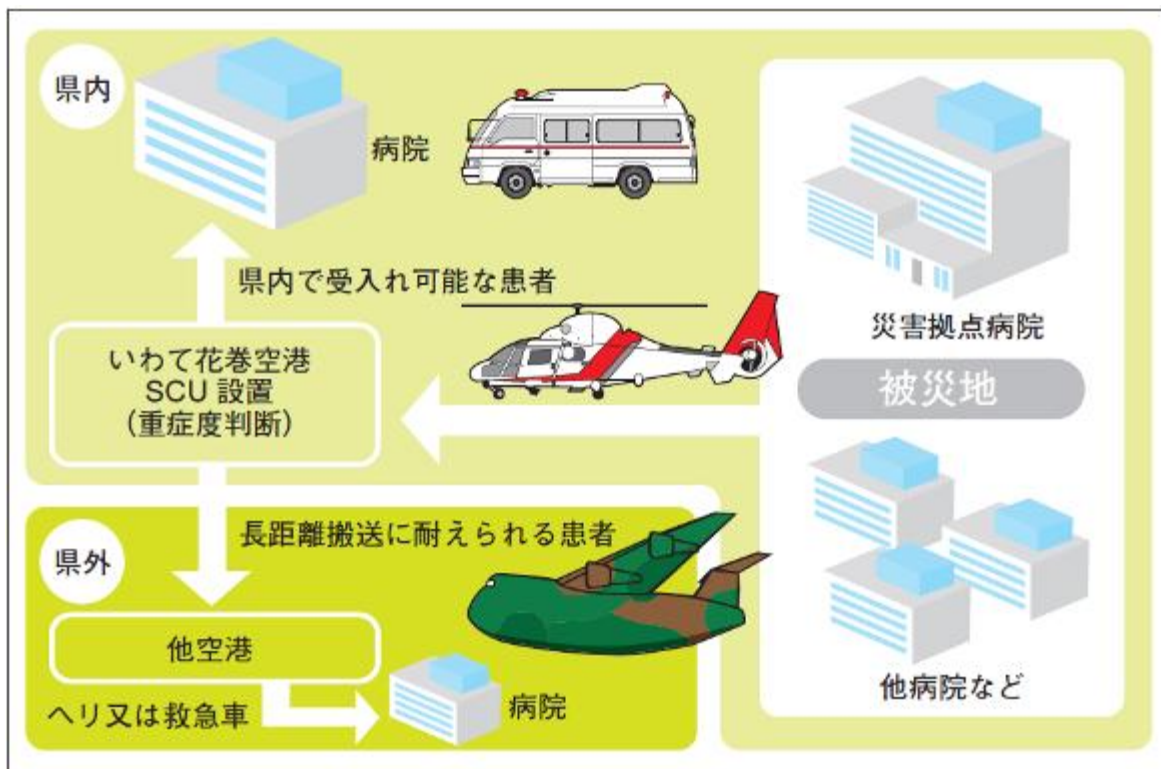 県内
病院
県内で受入れ可能な患者
いわて花巻空港
SCU 設置
（重症度判断）
災害拠点病院
被災地
他病院など
県外
長距離搬送に耐えられる患者
他空港
ヘリ又は救急車
病院